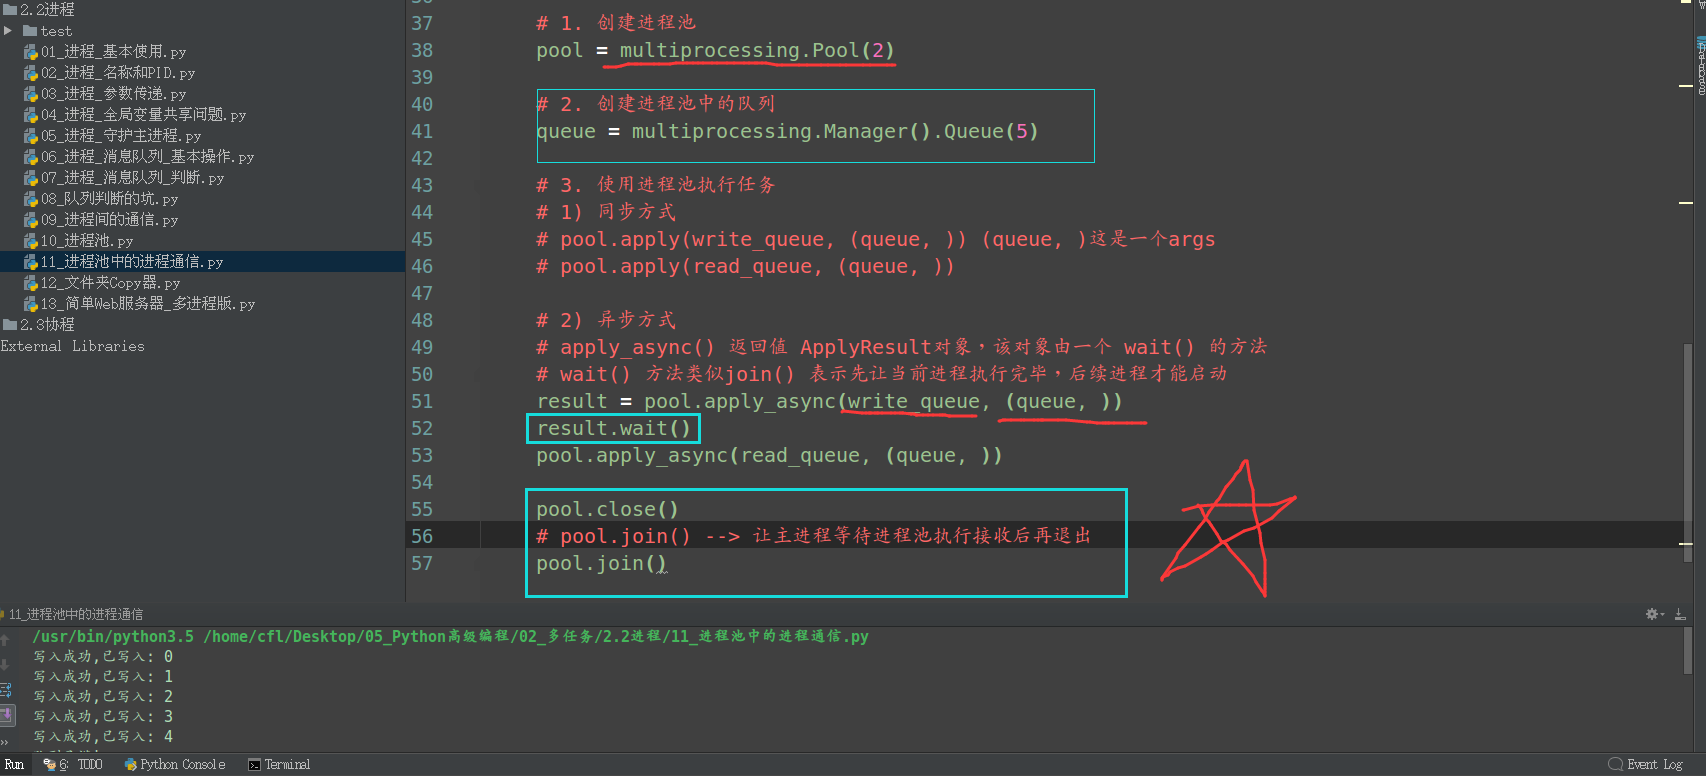 2.2进程
test
01_进程_基本使用.py
02_进程_名称和PID.py
03_进程_参数传递.py
04_进程_全局变量共享问题.py
05_进程_守护主进程.py
06_进程_消息队列_基本操作.py
07_进程_消息队列_判断.py
08_队列判断的坑.py
09_进程间的通信.py
10_进程池.py
11_进程池中的进程通信.py
12_文件夹Copy器.py
13_简单Web服务器_多进程版.py
2.3协程
External Libraries
37 # 1. 创建进程池
38 pool = multiprocessing.Pool(2)
39
40 # 2. 创建进程池中的队列
41 queue = multiprocessing.Manager().Queue(5)
42
43 # 3. 使用进程池执行任务
44 # 1) 同步方式
45 # pool.apply(write_queue, (queue, )) (queue, )这是一个args
46 # pool.apply(read_queue, (queue, ))
47
48 # 2) 异步方式
49 # apply_async() 返回值 ApplyResult对象，该对象由一个 wait() 的方法
50 # wait() 方法类似join() 表示先让当前进程执行完毕，后续进程才能启动
51 result = pool.apply_async(write_queue, (queue, ))
52 result.wait()
53 pool.apply_async(read_queue, (queue, ))
54
55 pool.close()
56 # pool.join() --> 让主进程等待进程池执行接收后再退出
57 pool.join()
11_进程池中的进程通信
/usr/bin/python3.5 /home/cfl/Desktop/05_Python高级编程/02_多任务/2.2进程/11_进程池中的进程通信.py
写入成功,已写入: 0
写入成功,已写入: 1
写入成功,已写入: 2
写入成功,已写入: 3
写入成功,已写入: 4
Run
6: TODO
Python Console
Terminal
Event Log